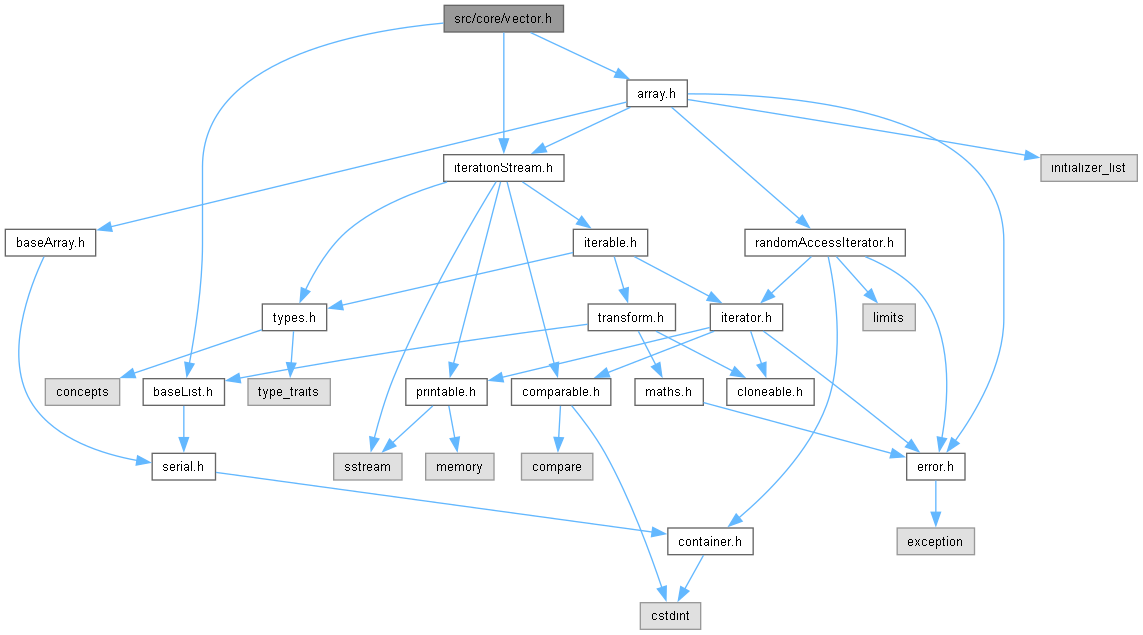 src/core/vector.h
array.h
iterationStream.h
initializer_list
baseArray.h
iterable.h
randomAccessIterator.h
types.h
transform.h
iterator.h
limits
concepts
baseList.h
type_traits
printable.h
comparable.h
maths.h
cloneable.h
serial.h
sstream
memory
compare
error.h
container.h
exception
cstdint